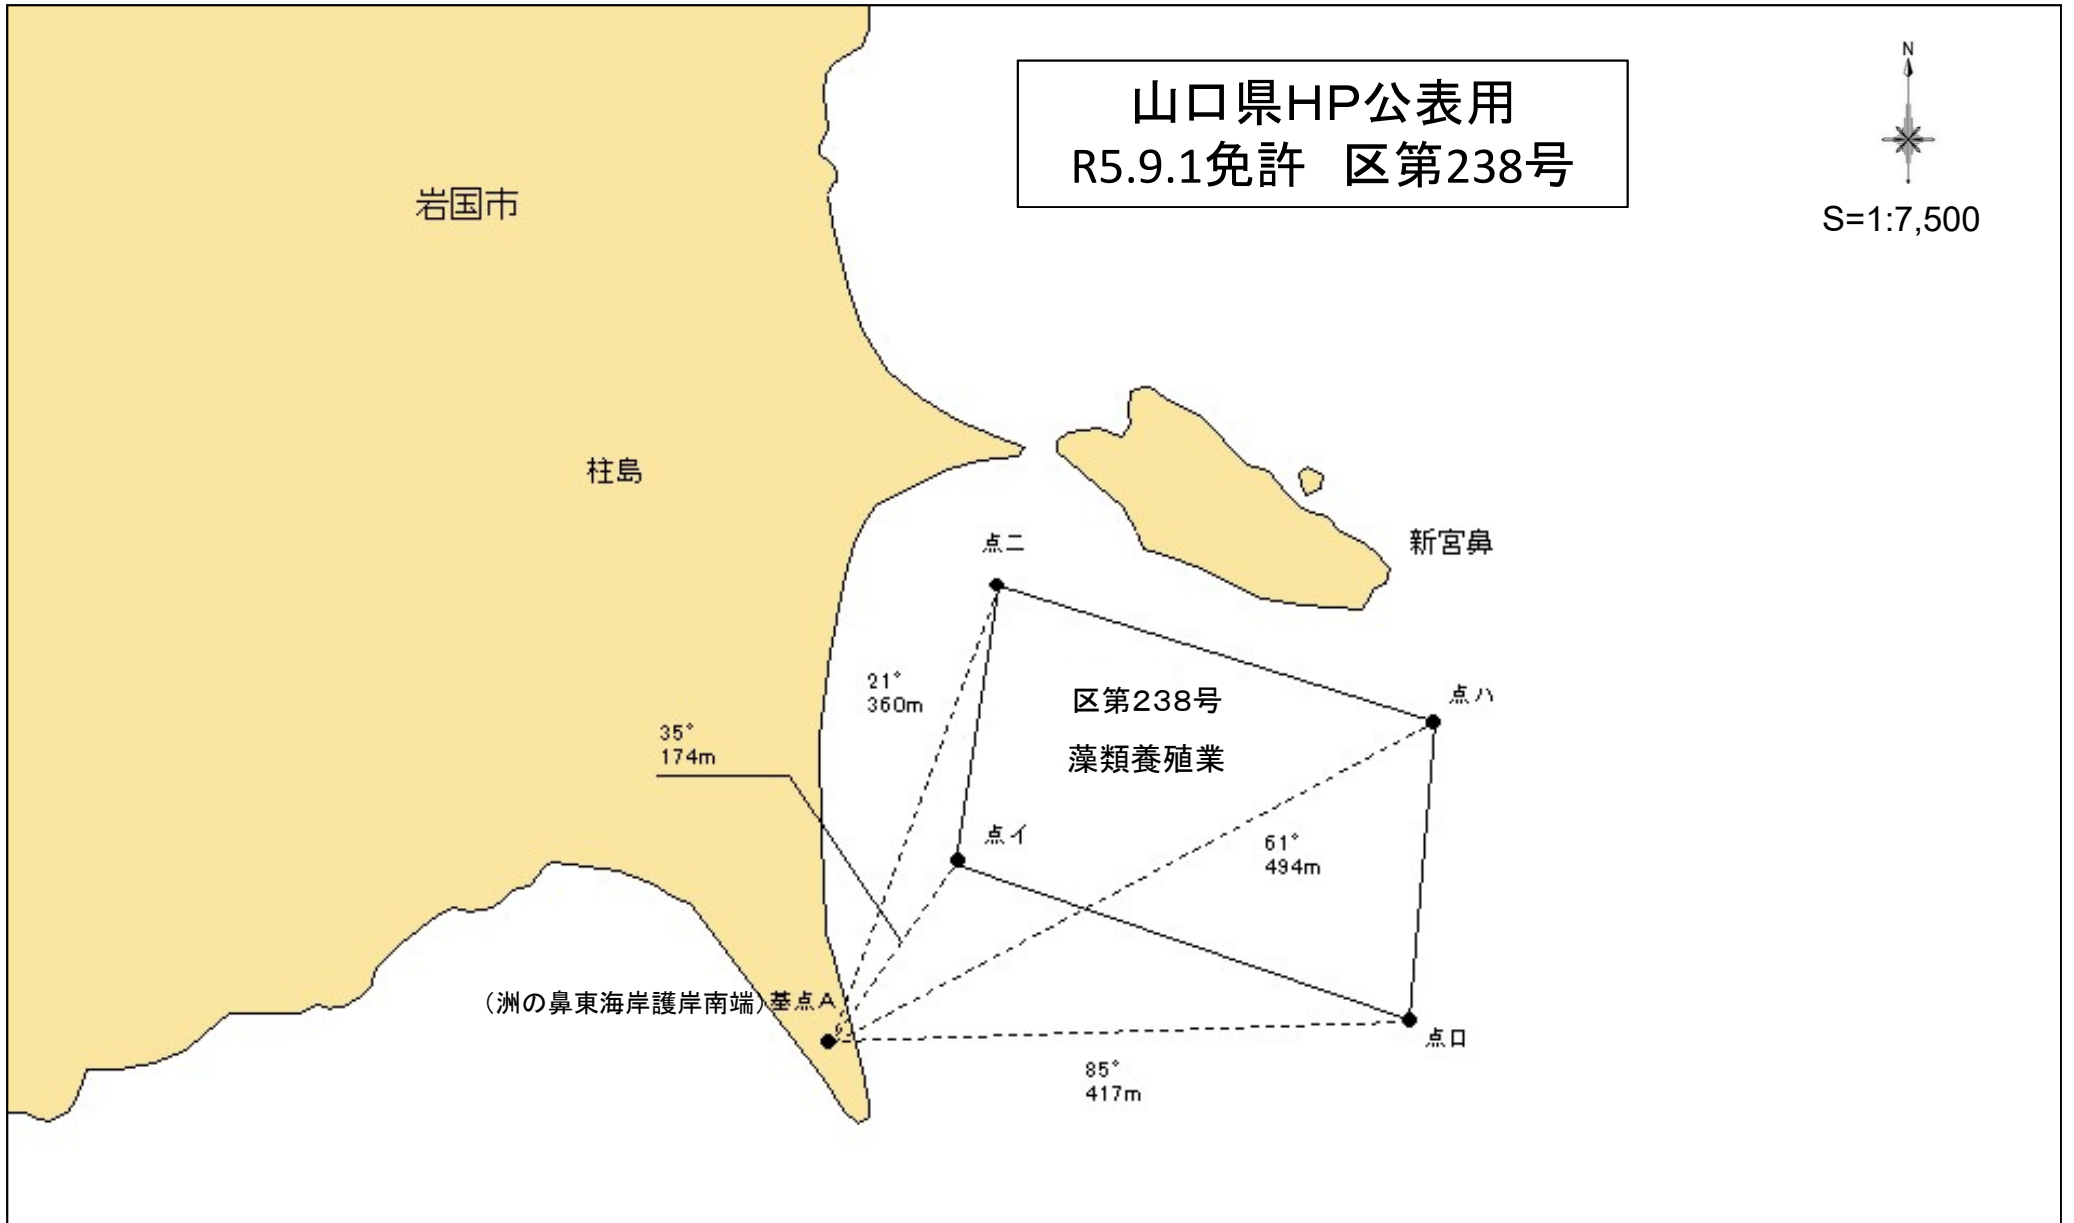 山口県HP公表用
R5.9.1免許　区第238号
N
S=1:7,500
岩国市
柱島
新宮鼻
点ニ
点ハ
21°
360m
区第238号
藻類養殖業
35°
174m
点イ
61°
494m
（洲の鼻東海岸護岸南端）基点A
点ロ
85°
417m